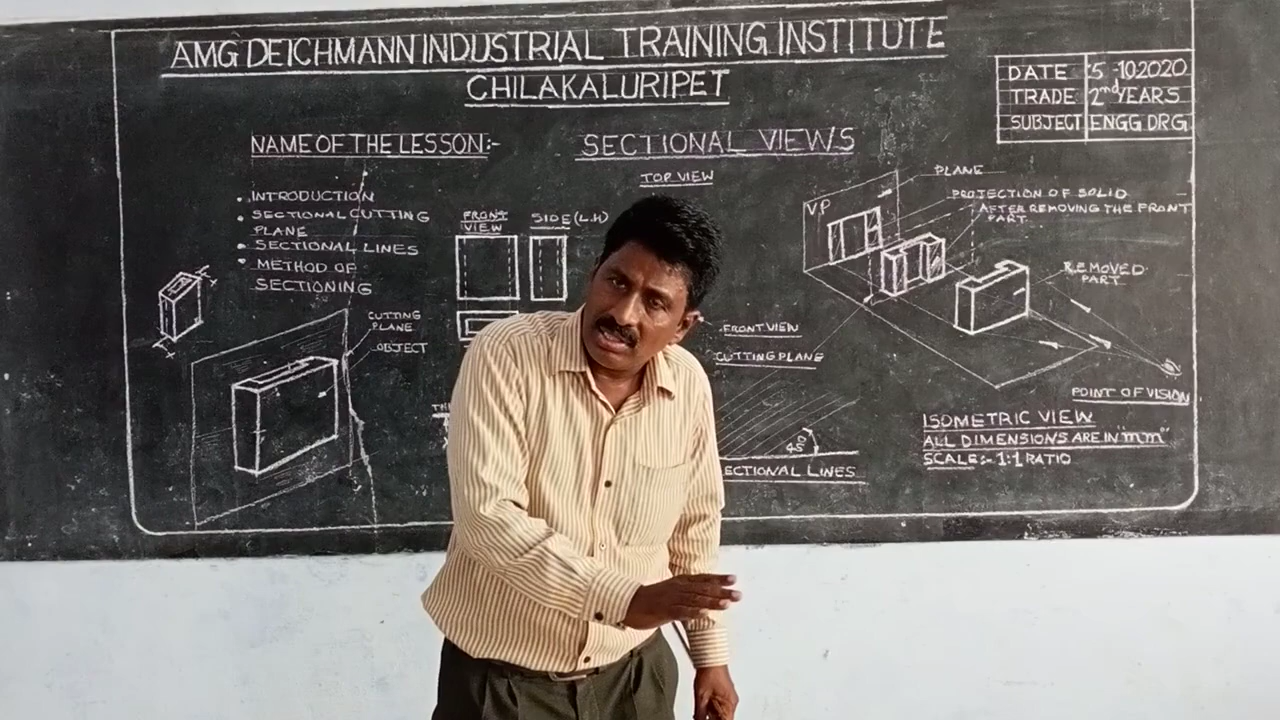 AMG DEICHMANN INDUSTRIAL TRAINING INSTITUTE
CHILAKALURIPET
DATE 5-10.2020
TRADE 2nd YEARS
SUBJECT ENGG DRG
NAME OF THE LESSON:- SECTIONAL VIEWS
• INTRODUCTION
• SECTIONAL CUTTING
PLANE
• SECTIONAL LINES
• METHOD OF
SECTIONING
CUTTING
PLANE
OBJECT
TOP VIEW
FRONT
VIEW
SIDE (L.H)
FRONT VIEW
CUTTING PLANE
45°
ECTIONAL LINES
V.P
PLANE
PROJECTION OF SOLID
AFTER REMOVING THE FRONT
PART
REMOVED
PART
POINT OF VISION
ISOMETRIC VIEW
ALL DIMENSIONS ARE IN "mm"
SCALE:- 1:1 RATIO